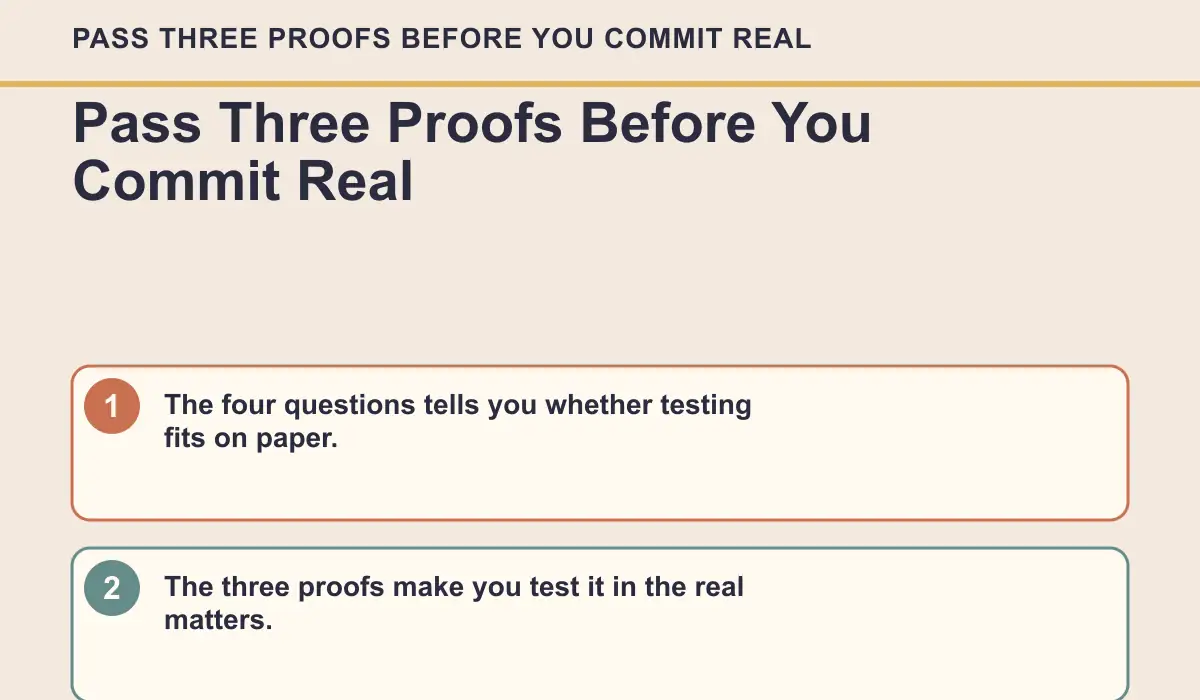 PASS THREE PROOFS BEFORE YOU COMMIT REAL
Pass Three Proofs Before You
Commit Real
1
The four questions tells you whether testing
fits on paper.
2
The three proofs make you test it in the real
matters.